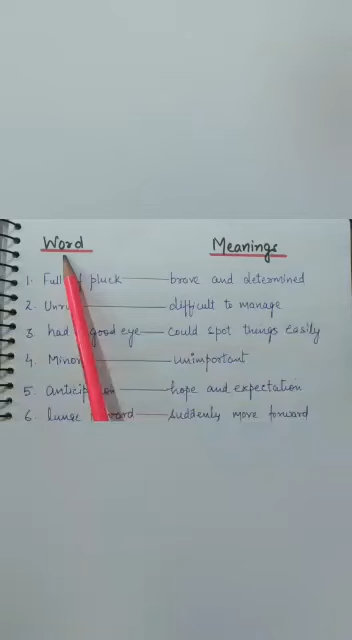 Word Meanings
1. Full pluck brave and determined
2. difficult to manage
3 had good eye could spot things easily
4. Minor unimportant
5. hope and expectation
6. lunge suddenly move forward